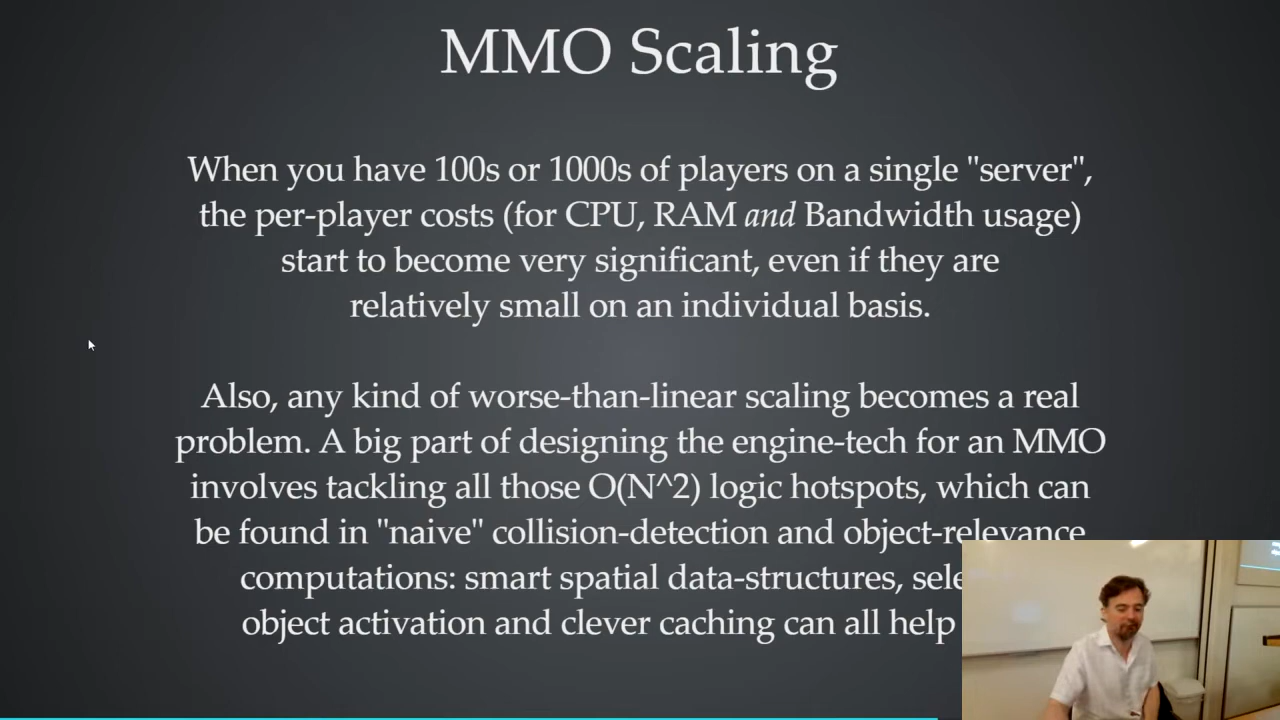 MMO Scaling
When you have 100s or 1000s of players on a single "server",
the per-player costs (for CPU, RAM and Bandwidth usage)
start to become very significant, even if they are
relatively small on an individual basis.
Also, any kind of worse-than-linear scaling becomes a real
problem. A big part of designing the engine-tech for an MMO
involves tackling all those O(N^2) logic hotspots, which can
be found in "naive" collision-detection and object-relevance
computations: smart spatial data-structures,
object activation and clever caching can all help